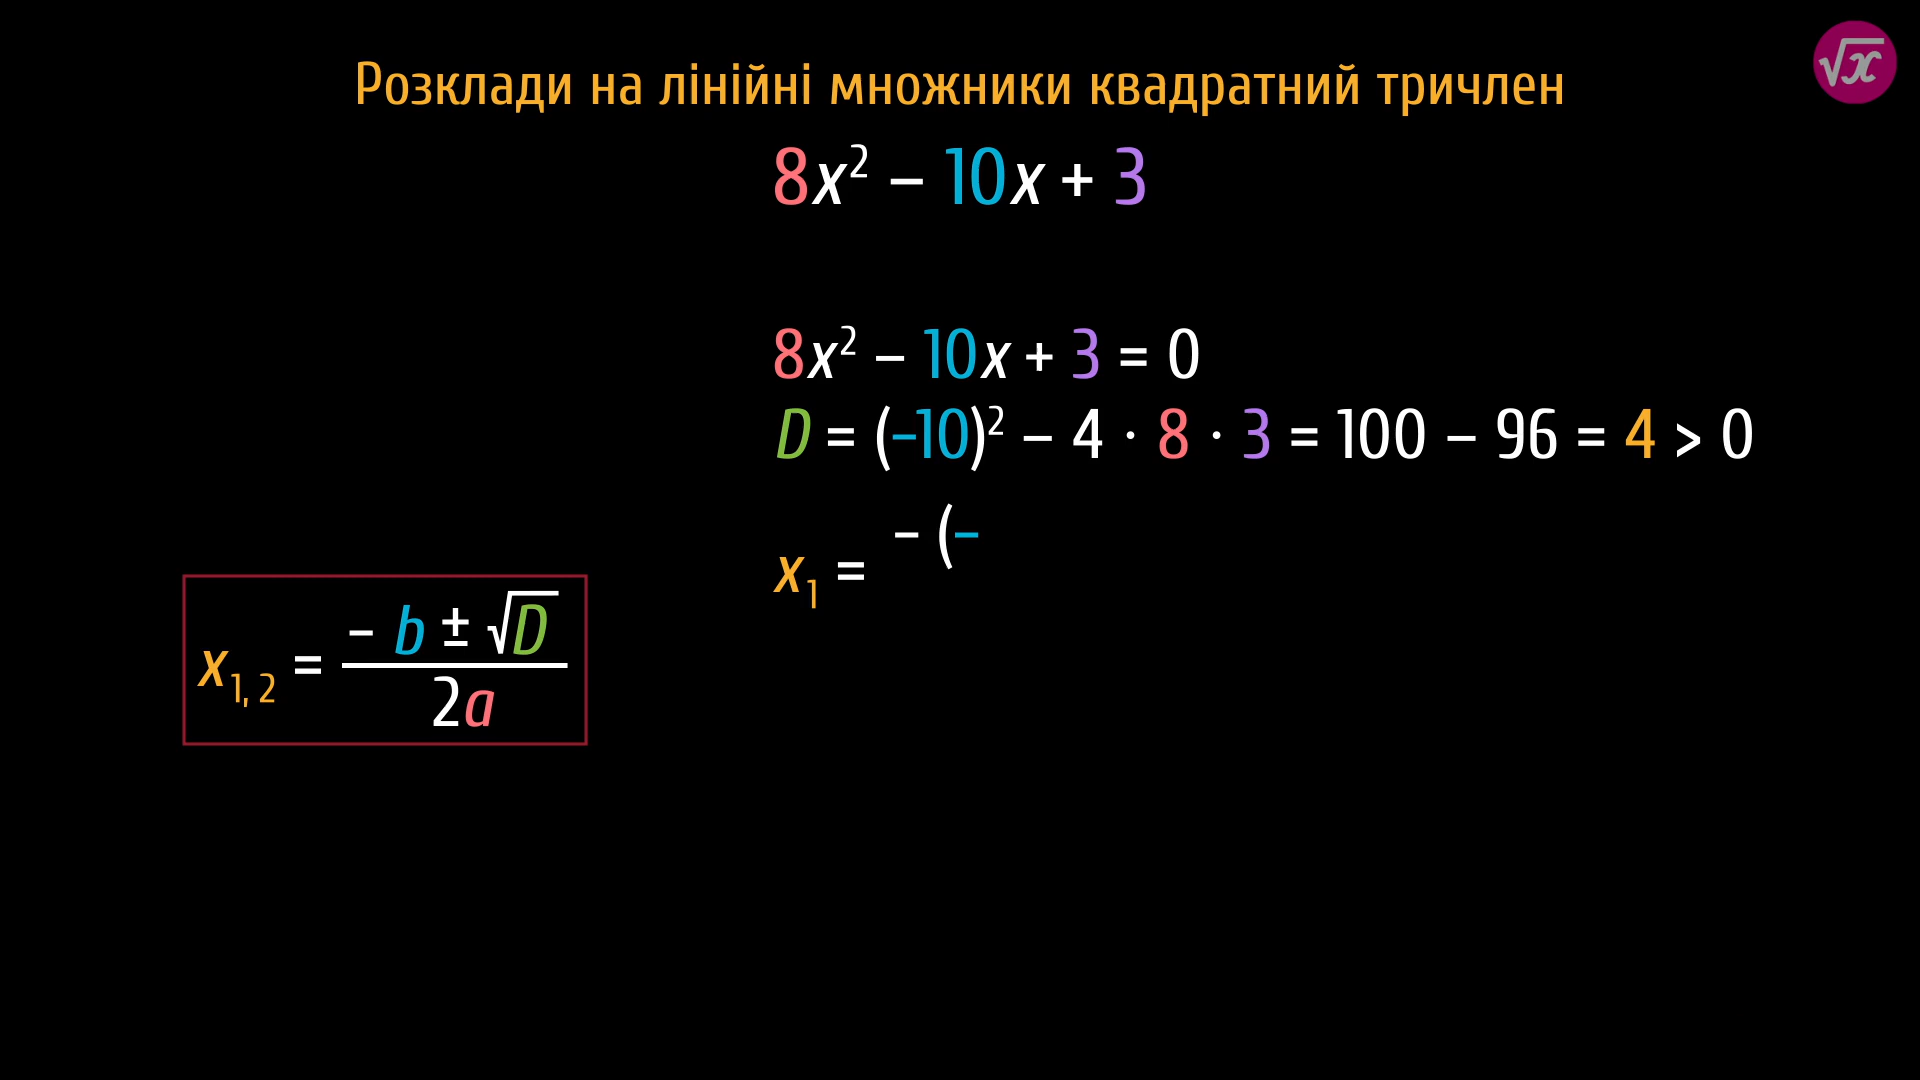 Розклади на лінійні множники квадратний тричлен
8x² – 10x + 3
8x² – 10x + 3 = 0
D = (–10)² – 4 · 8 · 3 = 100 – 96 = 4 > 0
x₁ = – (–
x₁, ₂ = – b ± √D / 2a
√x